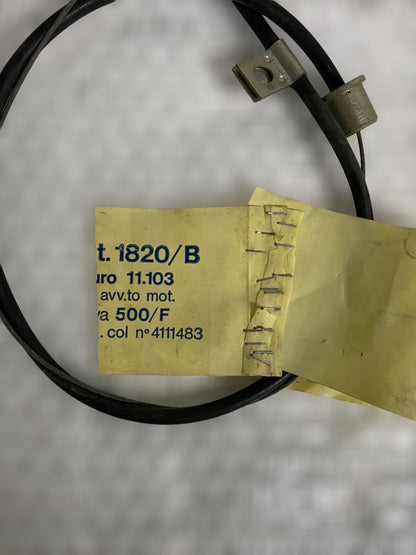 t. 1820/B
uro 11.103
avv.to mot.
va 500/F
. col n° 4111483